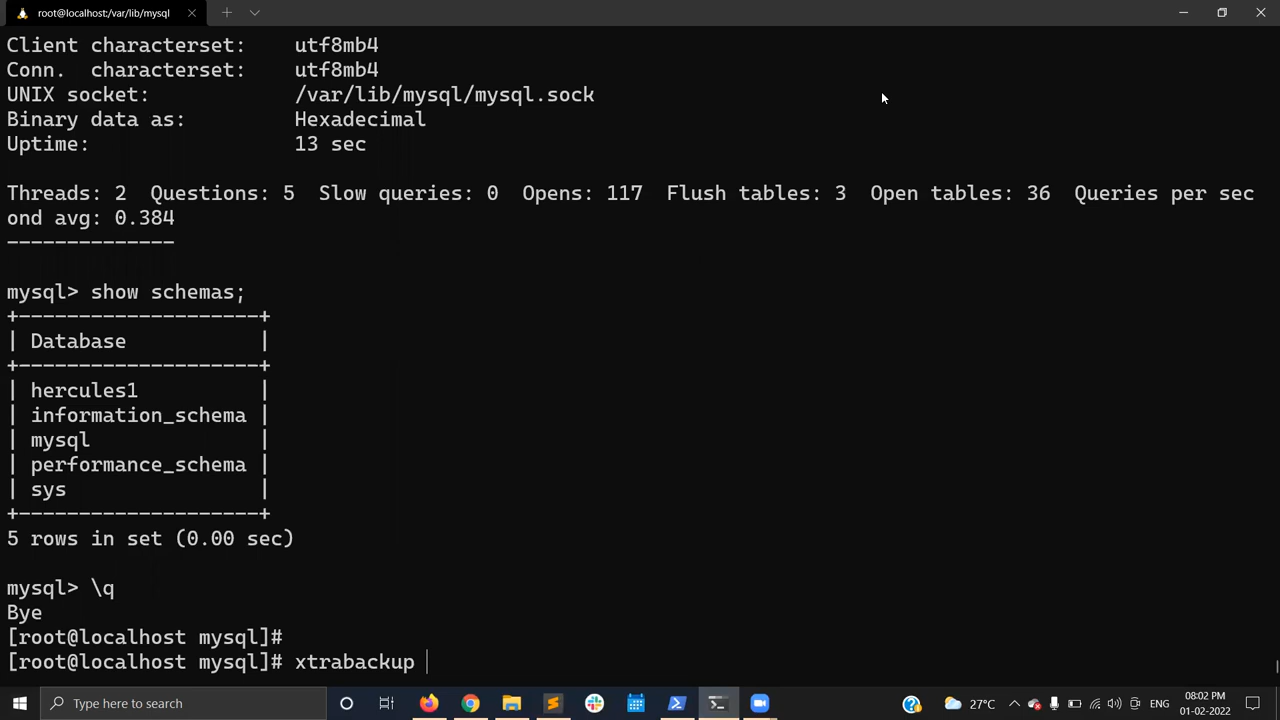 root@localhost:/var/lib/mysql
Client characterset:    utf8mb4
Conn.  characterset:    utf8mb4
UNIX socket:            /var/lib/mysql/mysql.sock
Binary data as:         Hexadecimal
Uptime:                 13 sec
Threads: 2  Questions: 5  Slow queries: 0  Opens: 117  Flush tables: 3  Open tables: 36  Queries per sec
ond avg: 0.384
--------------
mysql> show schemas;
+--------------------+
| Database           |
+--------------------+
| hercules1          |
| information_schema |
| mysql              |
| performance_schema |
| sys                |
+--------------------+
5 rows in set (0.00 sec)
mysql> \q
Bye
[root@localhost mysql]#
[root@localhost mysql]# xtrabackup
Type here to search
27°C
ENG
08:02 PM
01-02-2022